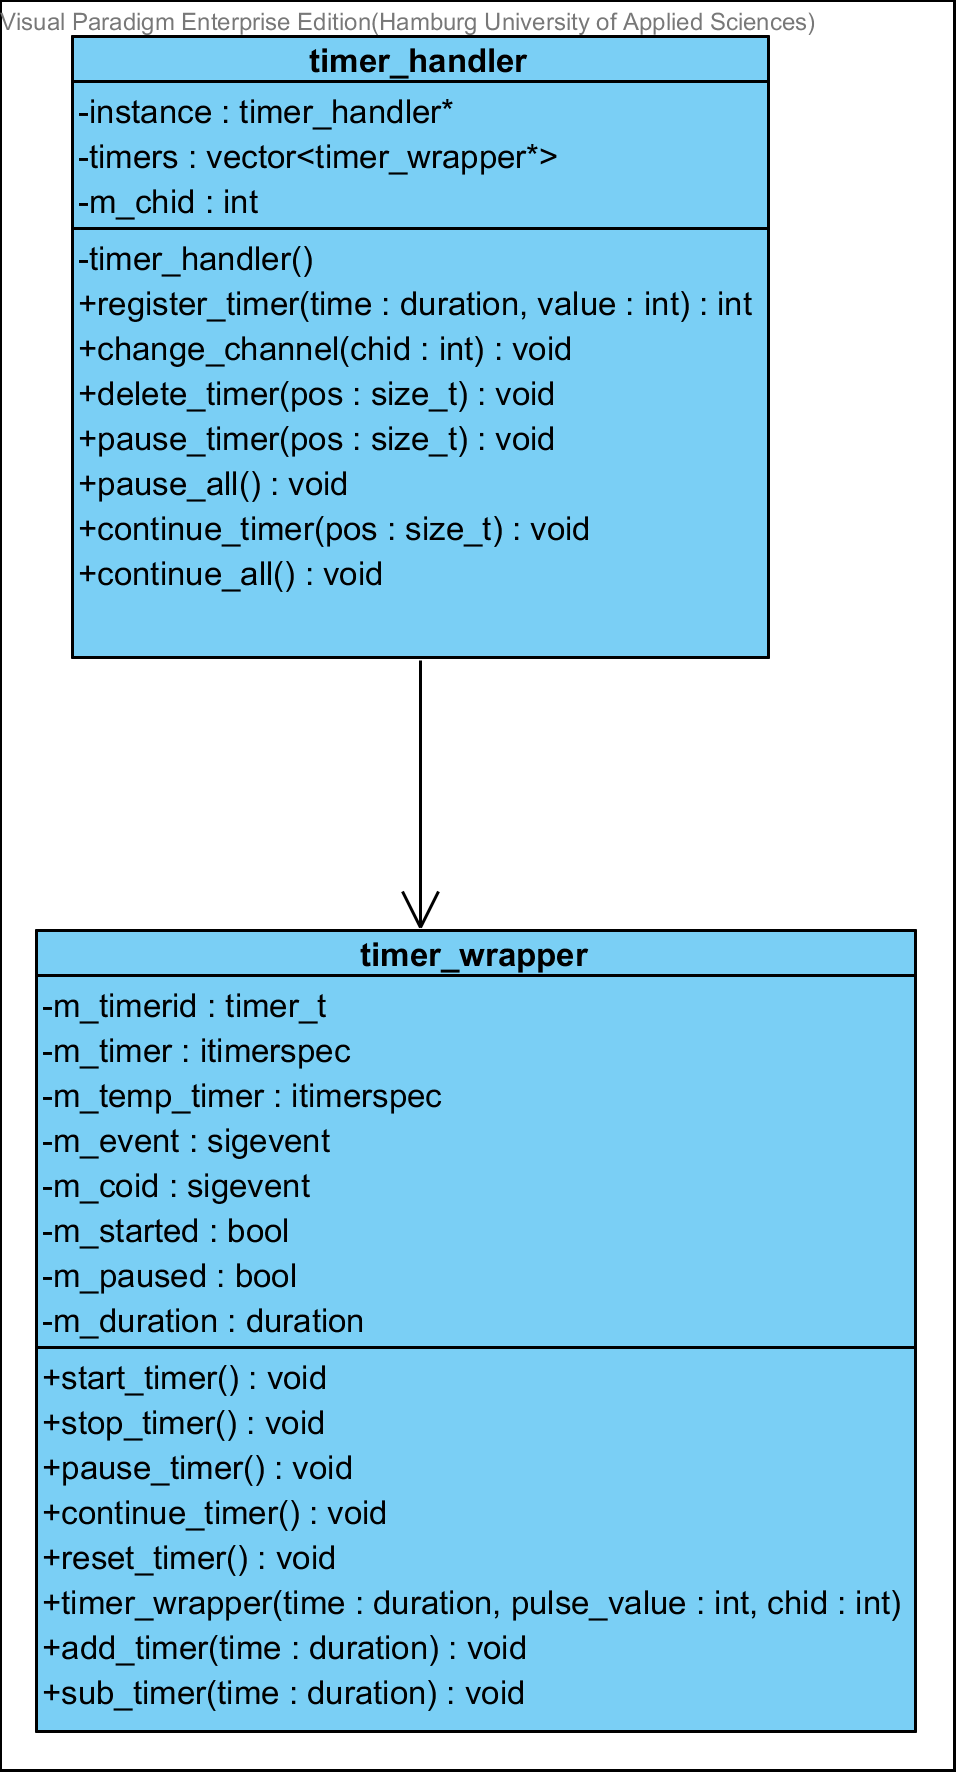 Visual Paradigm Enterprise Edition(Hamburg University of Applied Sciences)
timer_handler
-instance : timer_handler*
-timers : vector<timer_wrapper*>
-m_chid : int
-timer_handler()
+register_timer(time : duration, value : int) : int
+change_channel(chid : int) : void
+delete_timer(pos : size_t) : void
+pause_timer(pos : size_t) : void
+pause_all() : void
+continue_timer(pos : size_t) : void
+continue_all() : void
timer_wrapper
-m_timerid : timer_t
-m_timer : itimerspec
-m_temp_timer : itimerspec
-m_event : sigevent
-m_coid : sigevent
-m_started : bool
-m_paused : bool
-m_duration : duration
+start_timer() : void
+stop_timer() : void
+pause_timer() : void
+continue_timer() : void
+reset_timer() : void
+timer_wrapper(time : duration, pulse_value : int, chid : int)
+add_timer(time : duration) : void
+sub_timer(time : duration) : void